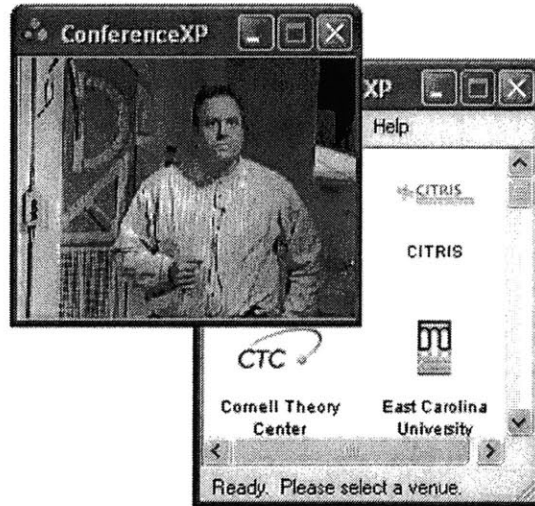 ConferenceXP
XP
Help
CITRIS
CITRIS
CTC
Cornell Theory
Center
East Carolina
University
Ready. Please select a venue.